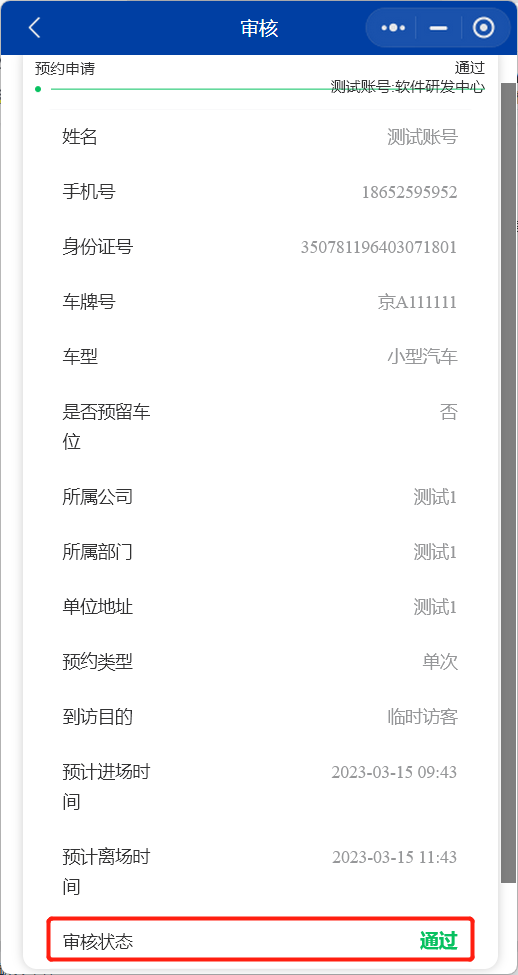 审核
预约申请 通过
测试账号:软件研发中心
姓名 测试账号
手机号 18652595952
身份证号 350781196403071801
车牌号 京A111111
车型 小型汽车
是否预留车 否
位
所属公司 测试1
所属部门 测试1
单位地址 测试1
预约类型 单次
到访目的 临时访客
预计进场时 2023-03-15 09:43
间
预计离场时 2023-03-15 11:43
间
审核状态 通过